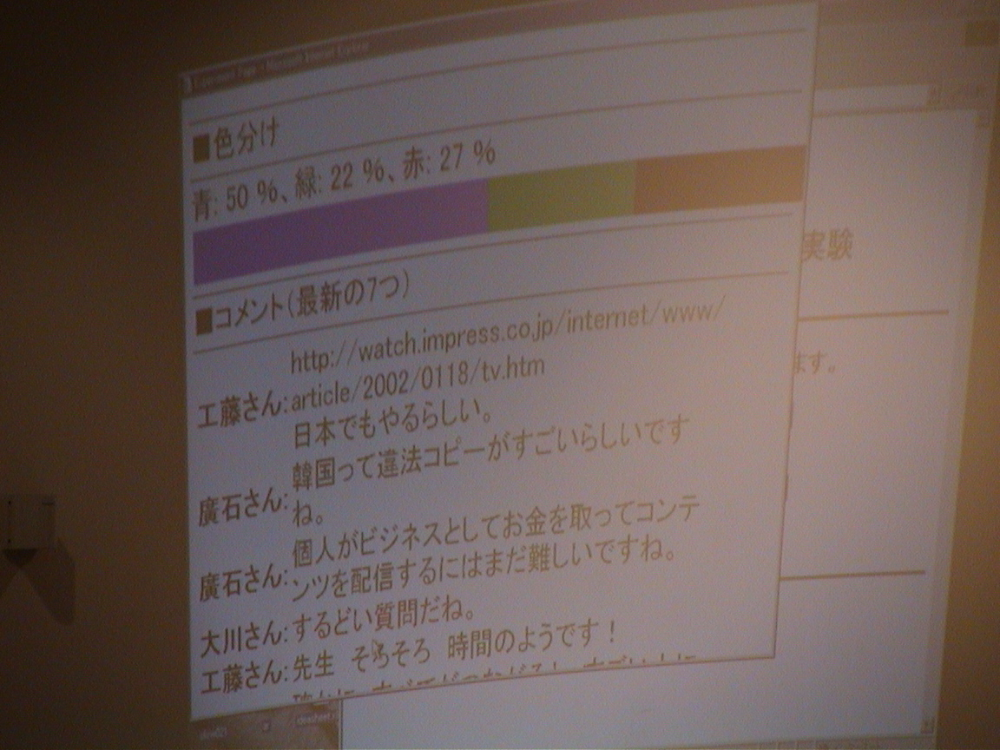 Microsoft Internet Explorer
■色分け
青: 50 %、緑: 22 %、赤: 27 %
■コメント(最新の7つ)
http://watch.impress.co.jp/internet/www/
工藤さん:article/2002/0118/tv.htm
日本でもやるらしい。
韓国って違法コピーがすごいらしいです
廣石さん:ね。
個人がビジネスとしてお金を取ってコンテ
廣石さん:ンツを配信するにはまだ難しいですね。
大川さん:するどい質問だね。
工藤さん:先生 そろそろ 時間のようです!
実験
ます。